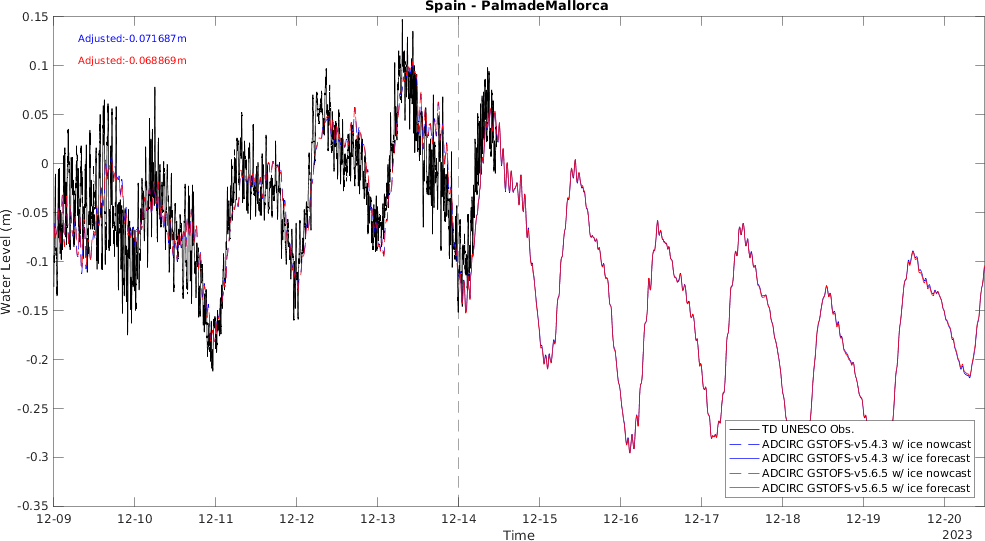 Spain - PalmadeMallorca
Adjusted:-0.071687m
Adjusted:-0.068869m
0.15
0.1
0.05
0
-0.05
-0.1
-0.15
-0.2
-0.25
-0.3
-0.35
Water Level (m)
TD UNESCO Obs.
ADCIRC GSTOFS-v5.4.3 w/ ice nowcast
ADCIRC GSTOFS-v5.4.3 w/ ice forecast
ADCIRC GSTOFS-v5.6.5 w/ ice nowcast
ADCIRC GSTOFS-v5.6.5 w/ ice forecast
12-09 12-10 12-11 12-12 12-13 12-14 12-15 12-16 12-17 12-18 12-19 12-20
Time
2023